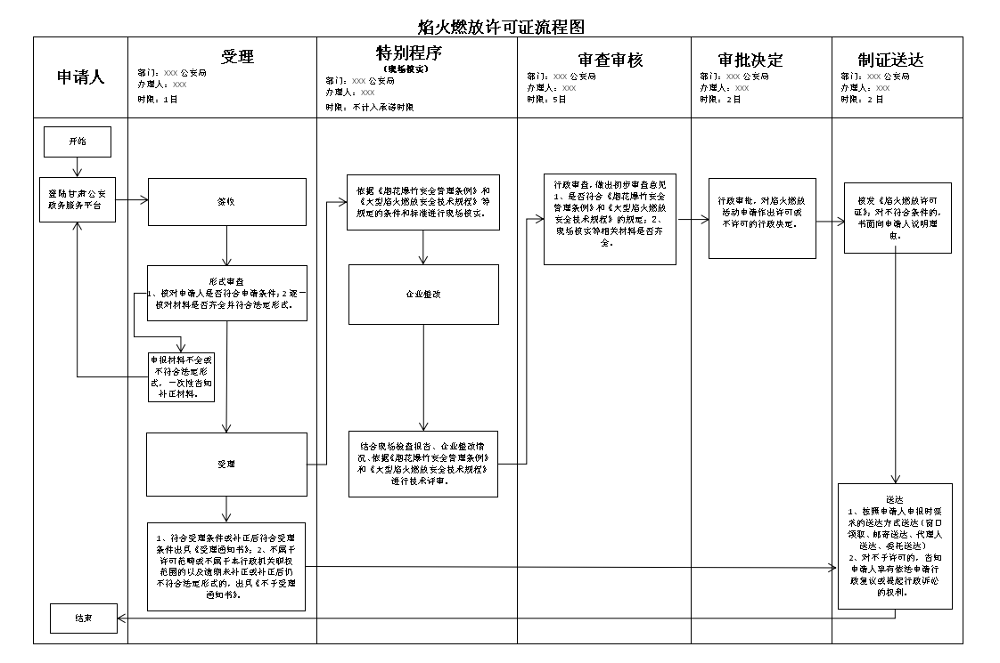 焰火燃放许可证流程图
申请人
受理
部门：XXX 公安局
办理人：XXX
时限：1日
特别程序
(现场核实)
部门：XXX 公安局
办理人：XXX
时限：不计入承诺时限
审查审核
部门：XXX 公安局
办理人：XXX
时限：5日
审批决定
部门：XXX 公安局
办理人：XXX
时限：2日
制证送达
部门：XXX 公安局
办理人：XXX
时限：2 日
开始
登陆甘肃公安
政务服务平台
签收
形式审查
1、核对申请人是否符合申请条件；2逐一
核对材料是否齐全并符合法定形式。
申报材料不全或
不符合法定形
式，一次性告知
补正材料。
受理
1、符合受理条件或补正后符合受理
条件出具《受理通知书》；2、不属于
许可范畴或不属于本行政机关职权
范围的以及逾期未补正或补正后仍
不符合法定形式的，出具《不予受理
通知书》。
依据《烟花爆竹安全管理条例》和
《大型焰火燃放安全技术规程》等
规定的条件和标准进行现场核实。
企业整改
结合现场检查报告、企业整改情
况、依据《烟花爆竹安全管理条例》
和《大型焰火燃放安全技术规程》
进行技术评审。
行政审查，做出初步审查意见
1、是否符合《烟花爆竹安全
管理条例》和《大型焰火燃放
安全技术规程》的规定；2、
现场核实等相关材料是否齐
全。
行政审批，对焰火燃放
活动申请作出许可或
不许可的行政决定。
核发《焰火燃放许可
证》；对不符合条件的，
书面向申请人说明理
由。
送达
1、按照申请人申报时要
求的送达方式送达（窗口
领取、邮寄送达、代理人
送达、委托送达）
2、对不予许可的，告知
申请人享有依法申请行
政复议或提起行政诉讼
的权利。
结束